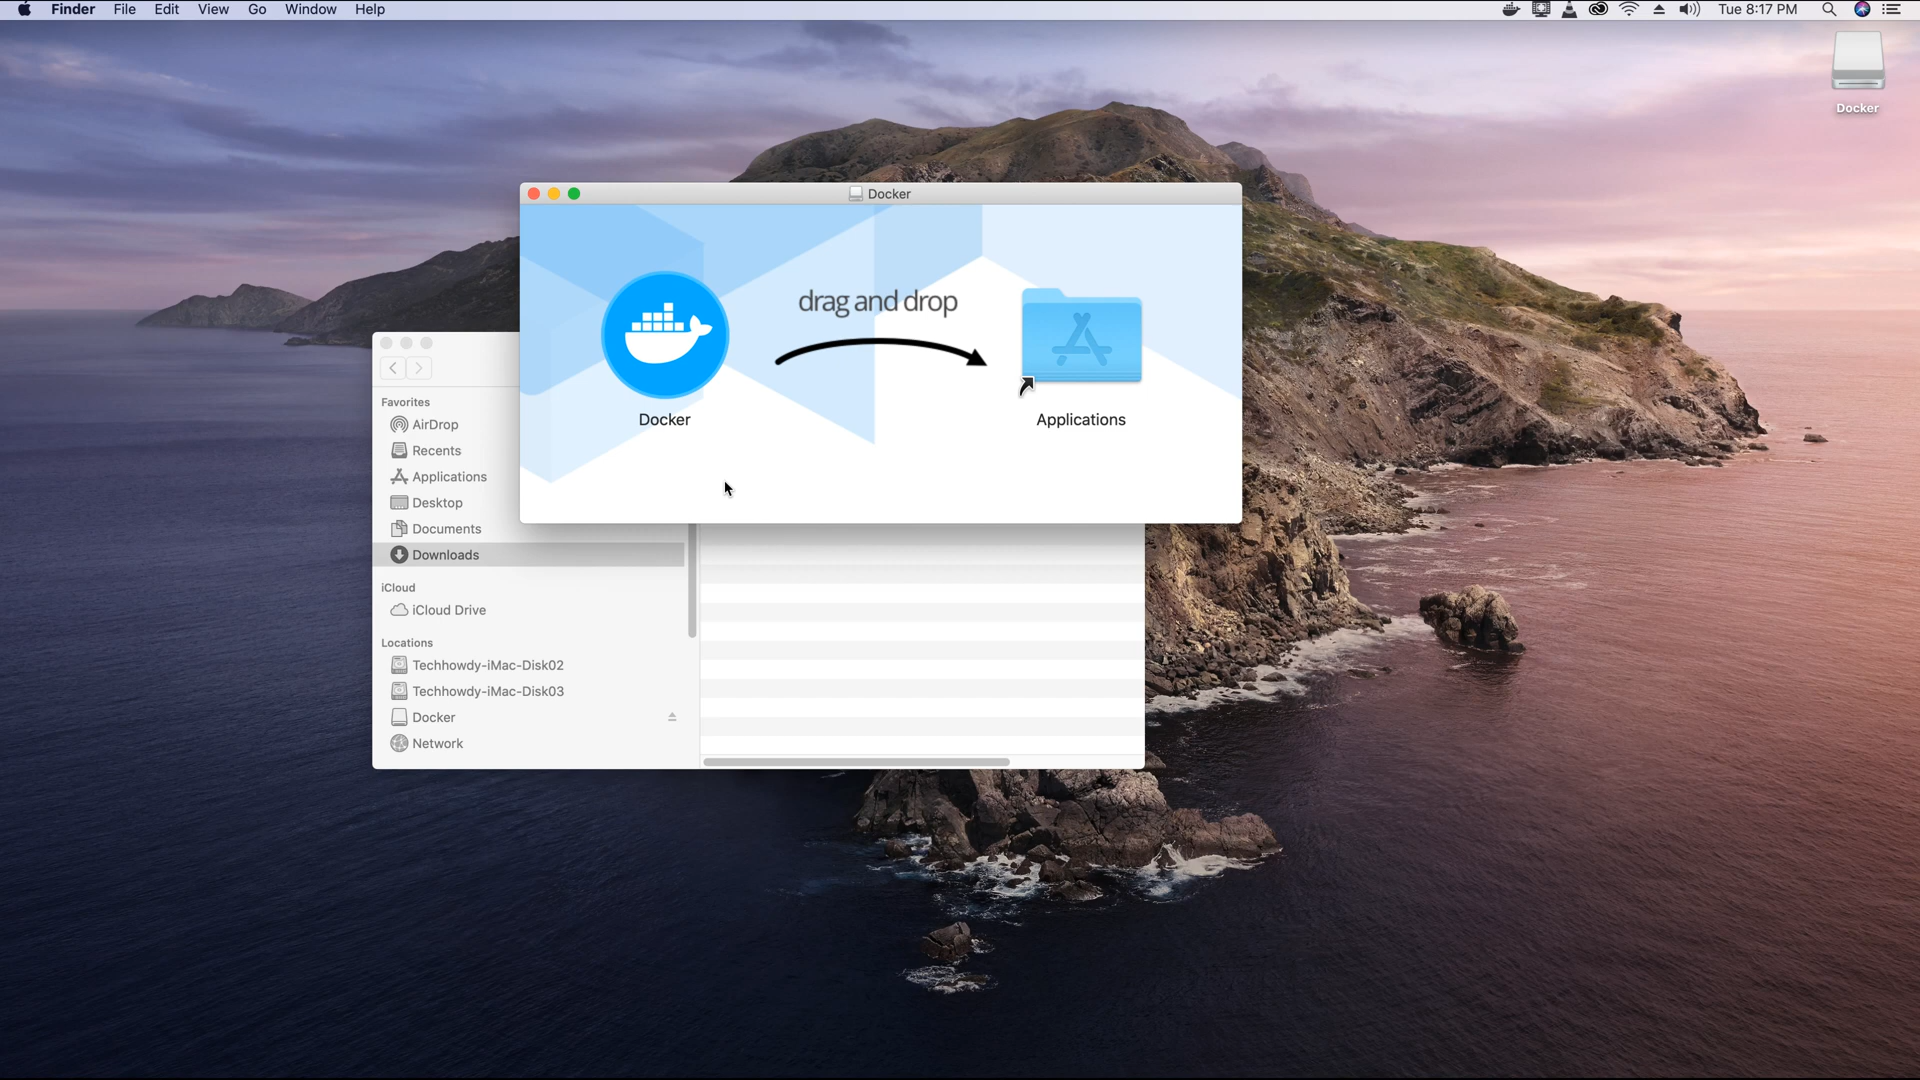 Finder File Edit View Go Window Help
Tue 8:17 PM
Docker
Docker
drag and drop
Docker
Applications
Favorites
AirDrop
Recents
Applications
Desktop
Documents
Downloads
iCloud
iCloud Drive
Locations
Techhowdy-iMac-Disk02
Techhowdy-iMac-Disk03
Docker
Network